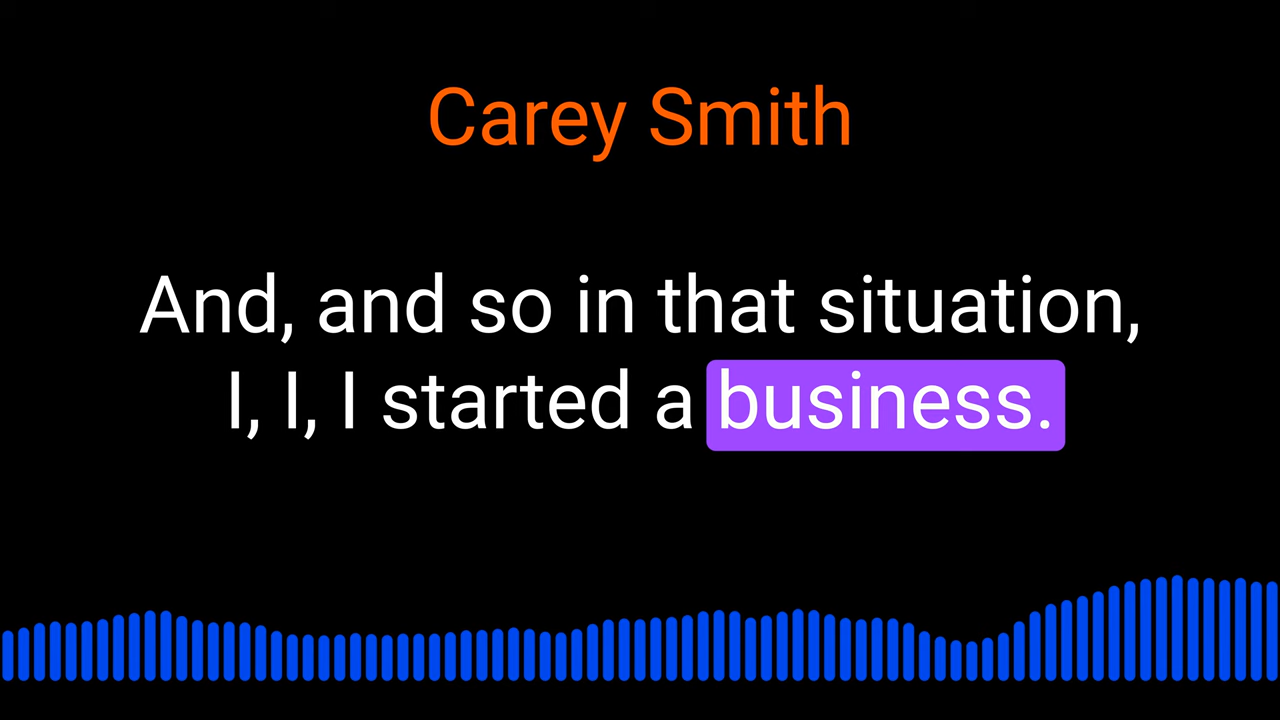 Carey Smith
And, and so in that situation,
I, I, I started a business.